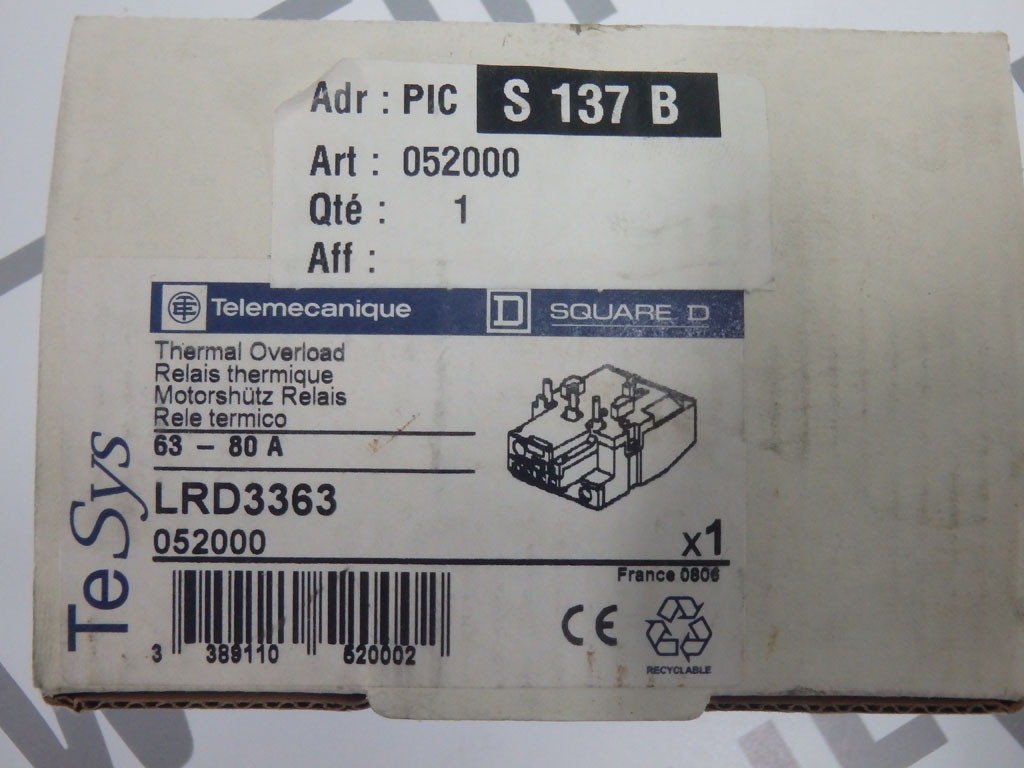 Adr : PIC S 137 B
Art : 052000
Qté : 1
Aff :
Telemecanique D SQUARE D
Thermal Overload
Relais thermique
Motorshütz Relais
Rele termico
63 - 80 A
LRD3363
052000
x1
France 0806
TeSys
CE
3 389110 520002
RECYCLABLE